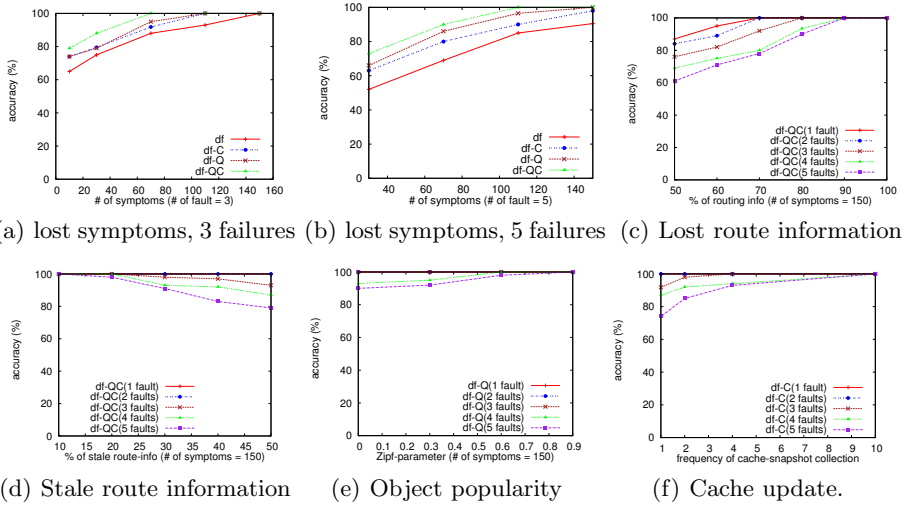 100
80
60
40
20
0
accuracy (%)
df
df-C
df-Q
df-QC
0 20 40 60 80 100 120 140 160
# of symptoms (# of fault = 3)
(a) lost symptoms, 3 failures
100
80
60
40
20
0
accuracy (%)
df
df-C
df-Q
df-QC
40 60 80 100 120 140
# of symptoms (# of fault = 5)
(b) lost symptoms, 5 failures
100
80
60
40
20
0
accuracy (%)
df-QC(1 fault)
df-QC(2 faults)
df-QC(3 faults)
df-QC(4 faults)
df-QC(5 faults)
50 60 70 80 90 100
% of routing info (# of symptoms = 150)
(c) Lost route information
100
80
60
40
20
0
accuracy (%)
df-QC(1 fault)
df-QC(2 faults)
df-QC(3 faults)
df-QC(4 faults)
df-QC(5 faults)
10 15 20 25 30 35 40 45 50
% of stale route-info (# of symptoms = 150)
(d) Stale route information
100
80
60
40
20
0
accuracy (%)
df-Q(1 fault)
df-Q(2 faults)
df-Q(3 faults)
df-Q(4 faults)
df-Q(5 faults)
0 0.1 0.2 0.3 0.4 0.5 0.6 0.7 0.8 0.9
Zipf-parameter (# of symptoms = 150)
(e) Object popularity
100
80
60
40
20
0
accuracy (%)
df-C(1 fault)
df-C(2 faults)
df-C(3 faults)
df-C(4 faults)
df-C(5 faults)
1 2 3 4 5 6 7 8 9 10
frequency of cache-snapshot collection
(f) Cache update.